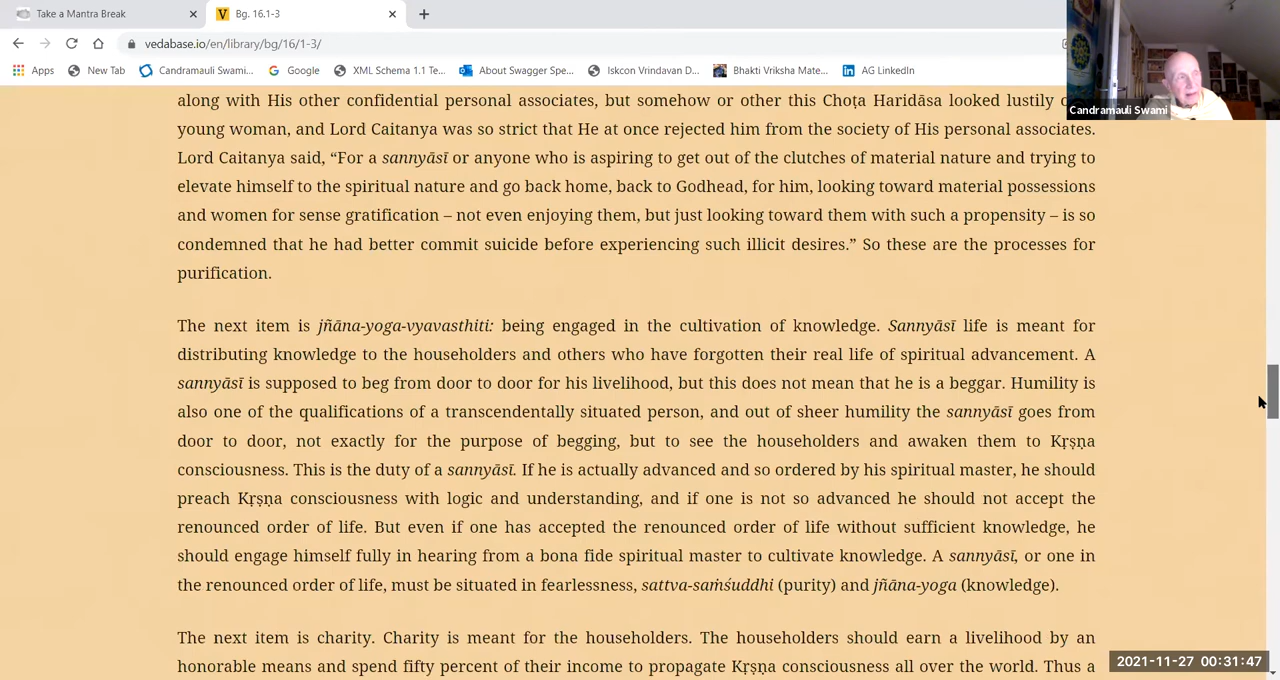 Take a Mantra Break
Bg. 16.1-3
vedabase.io/en/library/bg/16/1-3/
Apps New Tab Candramauli Swami... Google XML Schema 1.1 Te... About Swagger Spe... Iskcon Vrindavan D... Bhakti Vriksha Mate... AG LinkedIn
Candramauli Swami
along with His other confidential personal associates, but somehow or other this Choṭa Haridāsa looked lustily
young woman, and Lord Caitanya was so strict that He at once rejected him from the society of His personal associates.
Lord Caitanya said, “For a sannyāsī or anyone who is aspiring to get out of the clutches of material nature and trying to
elevate himself to the spiritual nature and go back home, back to Godhead, for him, looking toward material possessions
and women for sense gratification – not even enjoying them, but just looking toward them with such a propensity – is so
condemned that he had better commit suicide before experiencing such illicit desires.” So these are the processes for
purification.
The next item is jñāna-yoga-vyavasthiti: being engaged in the cultivation of knowledge. Sannyāsī life is meant for
distributing knowledge to the householders and others who have forgotten their real life of spiritual advancement. A
sannyāsī is supposed to beg from door to door for his livelihood, but this does not mean that he is a beggar. Humility is
also one of the qualifications of a transcendentally situated person, and out of sheer humility the sannyāsī goes from
door to door, not exactly for the purpose of begging, but to see the householders and awaken them to Kṛṣṇa
consciousness. This is the duty of a sannyāsī. If he is actually advanced and so ordered by his spiritual master, he should
preach Kṛṣṇa consciousness with logic and understanding, and if one is not so advanced he should not accept the
renounced order of life. But even if one has accepted the renounced order of life without sufficient knowledge, he
should engage himself fully in hearing from a bona fide spiritual master to cultivate knowledge. A sannyāsī, or one in
the renounced order of life, must be situated in fearlessness, sattva-saṁśuddhi (purity) and jñāna-yoga (knowledge).
The next item is charity. Charity is meant for the householders. The householders should earn a livelihood by an
honorable means and spend fifty percent of their income to propagate Kṛṣṇa consciousness all over the world. Thus a
2021-11-27 00:31:47